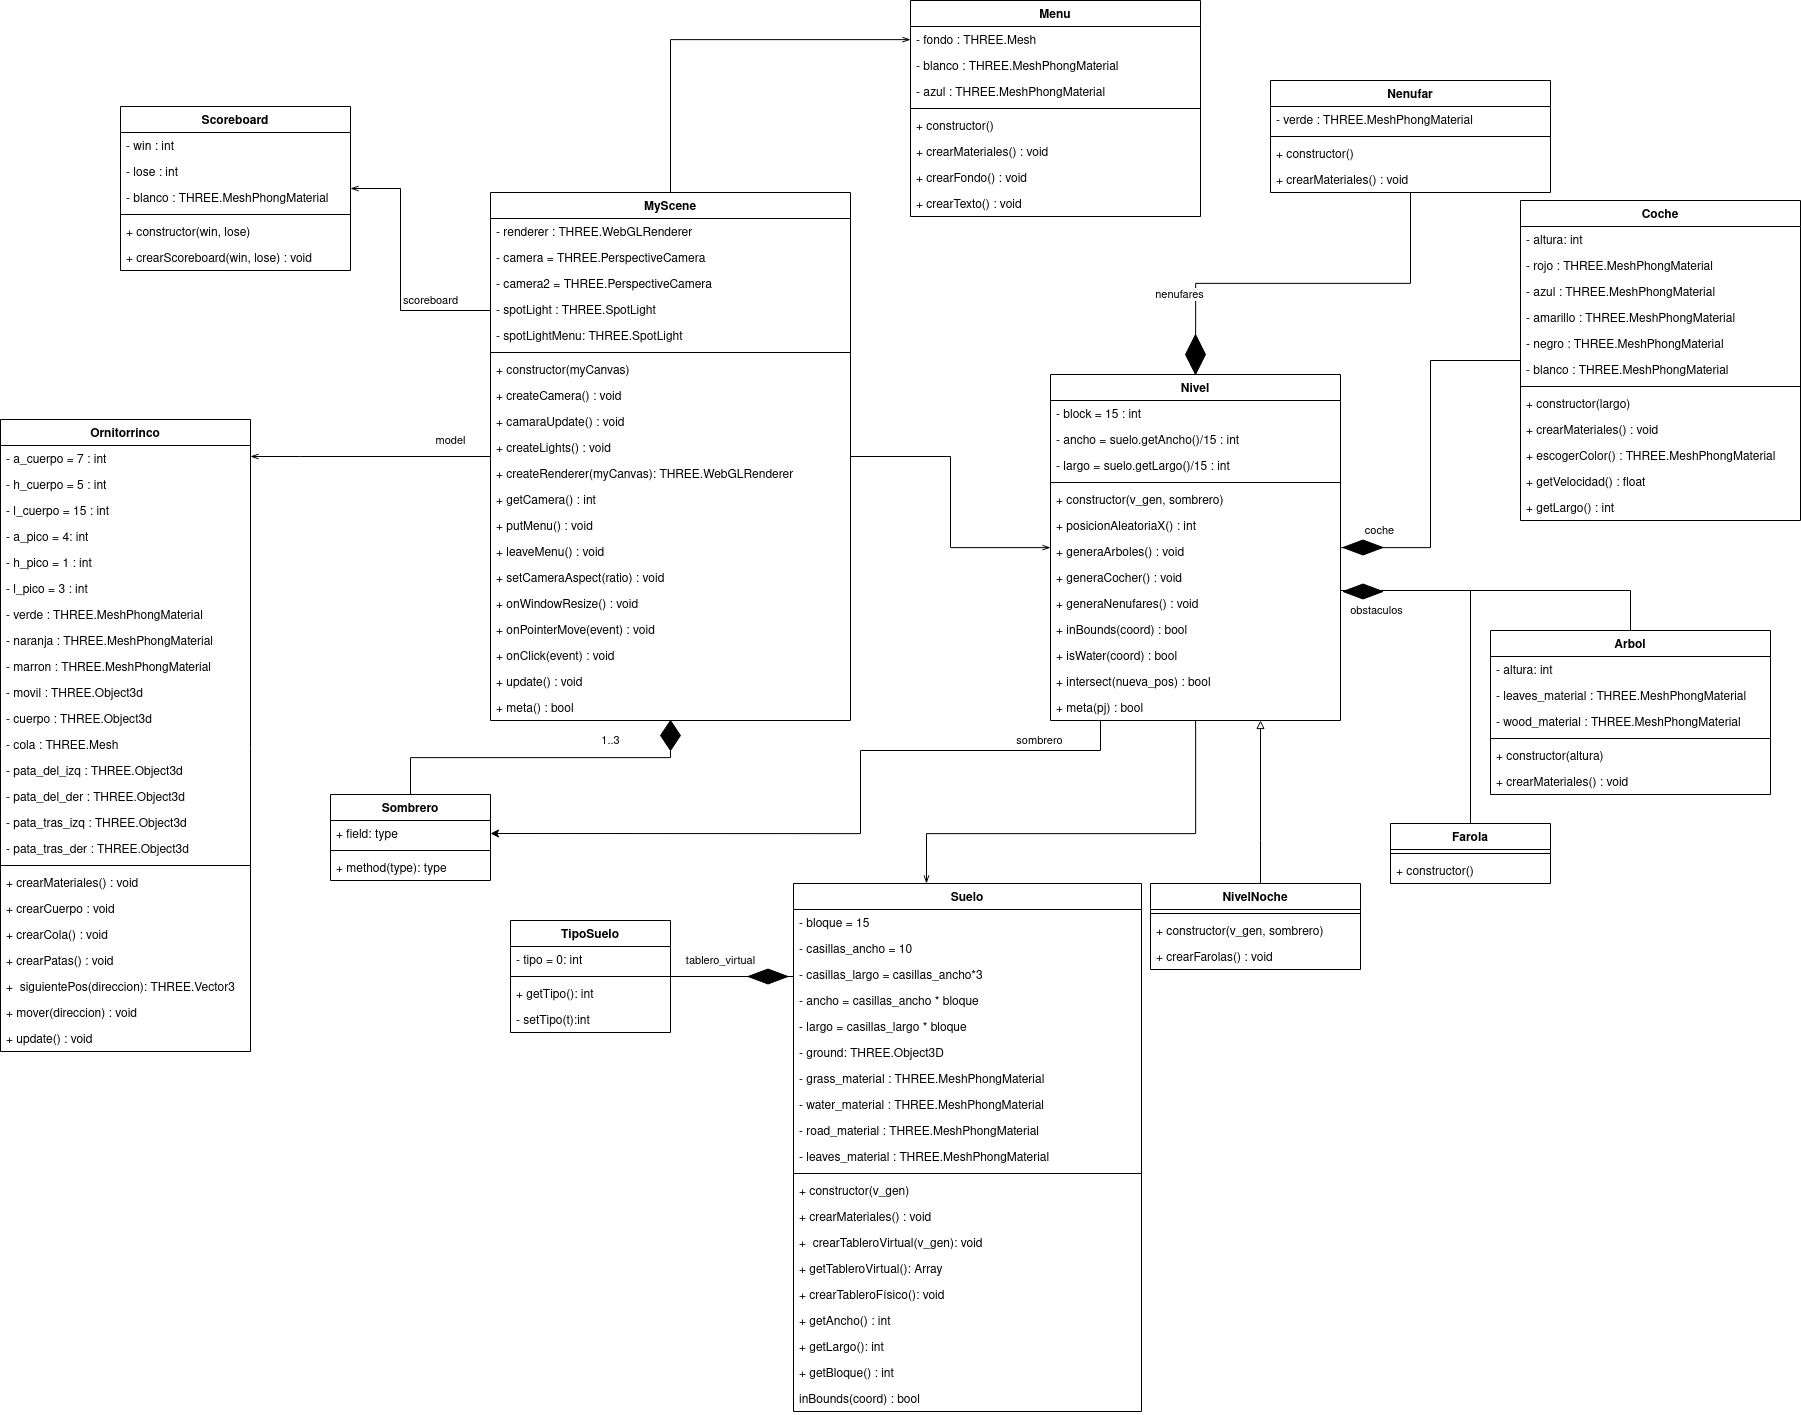 Menu
- fondo : THREE.Mesh
- blanco : THREE.MeshPhongMaterial
- azul : THREE.MeshPhongMaterial
+ constructor()
+ crearMateriales() : void
+ crearFondo() : void
+ crearTexto() : void
Nenufar
- verde : THREE.MeshPhongMaterial
+ constructor()
+ crearMateriales() : void
Scoreboard
- win : int
- lose : int
- blanco : THREE.MeshPhongMaterial
+ constructor(win, lose)
+ crearScoreboard(win, lose) : void
scoreboard
MyScene
- renderer : THREE.WebGLRenderer
- camera = THREE.PerspectiveCamera
- camera2 = THREE.PerspectiveCamera
- spotLight : THREE.SpotLight
- spotLightMenu: THREE.SpotLight
+ constructor(myCanvas)
+ createCamera() : void
+ camaraUpdate() : void
+ createLights() : void
+ createRenderer(myCanvas): THREE.WebGLRenderer
+ getCamera() : int
+ putMenu() : void
+ leaveMenu() : void
+ setCameraAspect(ratio) : void
+ onWindowResize() : void
+ onPointerMove(event) : void
+ onClick(event) : void
+ update() : void
+ meta() : bool
Coche
- altura: int
- rojo : THREE.MeshPhongMaterial
- azul : THREE.MeshPhongMaterial
- amarillo : THREE.MeshPhongMaterial
- negro : THREE.MeshPhongMaterial
- blanco : THREE.MeshPhongMaterial
+ constructor(largo)
+ crearMateriales() : void
+ escogerColor() : THREE.MeshPhongMaterial
+ getVelocidad() : float
+ getLargo() : int
nenufares
Nivel
- block = 15 : int
- ancho = suelo.getAncho()/15 : int
- largo = suelo.getLargo()/15 : int
+ constructor(v_gen, sombrero)
+ posicionAleatoriaX() : int
+ generaArboles() : void
+ generaCocher() : void
+ generaNenufares() : void
+ inBounds(coord) : bool
+ isWater(coord) : bool
+ intersect(nueva_pos) : bool
+ meta(pj) : bool
coche
obstaculos
model
Ornitorrinco
- a_cuerpo = 7 : int
- h_cuerpo = 5 : int
- l_cuerpo = 15 : int
- a_pico = 4: int
- h_pico = 1 : int
- l_pico = 3 : int
- verde : THREE.MeshPhongMaterial
- naranja : THREE.MeshPhongMaterial
- marron : THREE.MeshPhongMaterial
- movil : THREE.Object3d
- cuerpo : THREE.Object3d
- cola : THREE.Mesh
- pata_del_izq : THREE.Object3d
- pata_del_der : THREE.Object3d
- pata_tras_izq : THREE.Object3d
- pata_tras_der : THREE.Object3d
+ crearMateriales() : void
+ crearCuerpo() : void
+ crearCola() : void
+ crearPatas() : void
+  siguientePos(direccion): THREE.Vector3
+ mover(direccion) : void
+ update() : void
Arbol
- altura: int
- leaves_material : THREE.MeshPhongMaterial
- wood_material : THREE.MeshPhongMaterial
+ constructor(altura)
+ crearMateriales() : void
1..3
sombrero
Sombrero
+ field: type
+ method(type): type
Farola
+ constructor()
Suelo
- bloque = 15
- casillas_ancho = 10
- casillas_largo = casillas_ancho*3
- ancho = casillas_ancho * bloque
- largo = casillas_largo * bloque
- ground: THREE.Object3D
- grass_material : THREE.MeshPhongMaterial
- water_material : THREE.MeshPhongMaterial
- road_material : THREE.MeshPhongMaterial
- leaves_material : THREE.MeshPhongMaterial
+ constructor(v_gen)
+ crearMateriales() : void
+  crearTableroVirtual(v_gen): void
+ getTableroVirtual(): Array
+ crearTableroFísico(): void
+ getAncho() : int
+ getLargo(): int
+ getBloque() : int
inBounds(coord) : bool
NivelNoche
+ constructor(v_gen, sombrero)
+ crearFarolas() : void
TipoSuelo
- tipo = 0: int
+ getTipo(): int
- setTipo(t):int
tablero_virtual